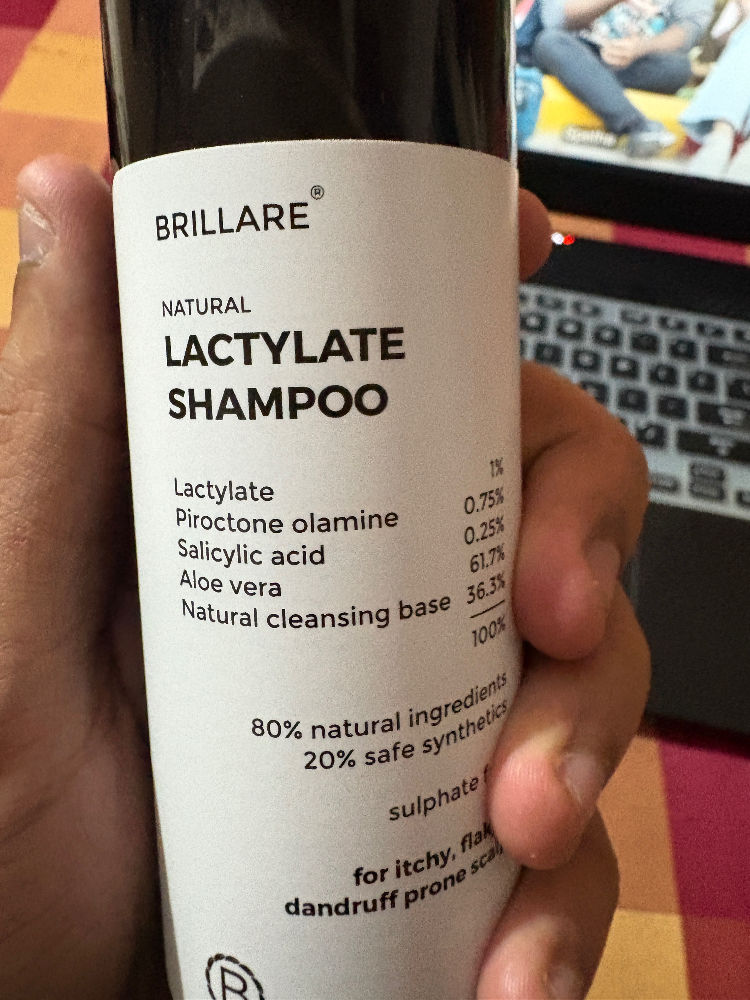 BRILLARE®
NATURAL
LACTYLATE
SHAMPOO
Lactylate 1%
Piroctone olamine 0.75%
Salicylic acid 0.25%
Aloe vera 61.7%
Natural cleansing base 36.3%
100%
80% natural ingredients
20% safe synthetics
sulphate
for itchy,
dandruff prone
B